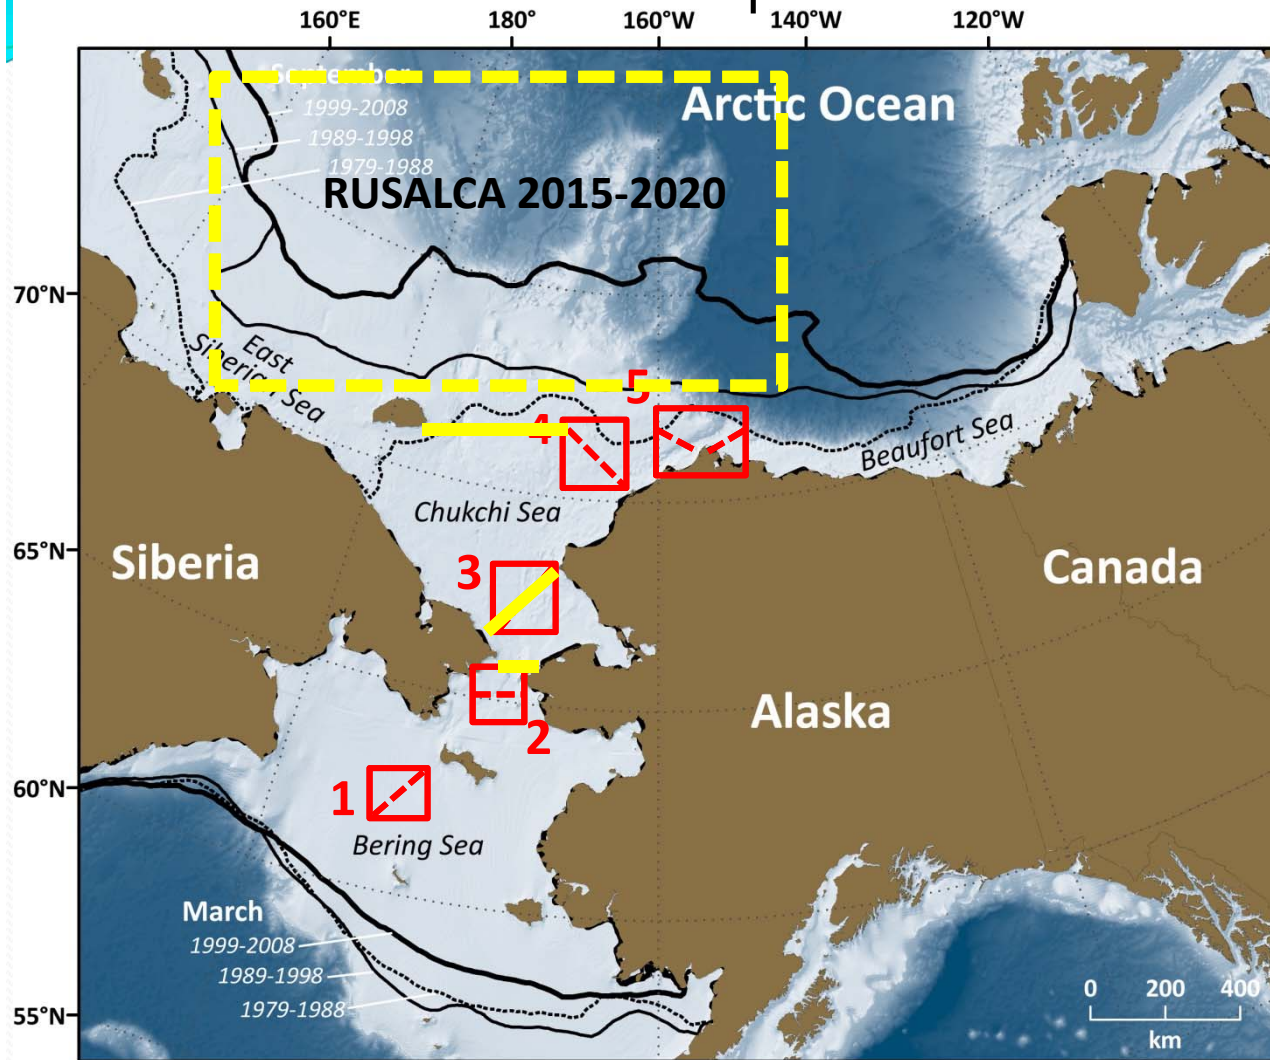 160°E 180° 160°W 140°W 120°W
September
1999-2008
1989-1998
1979-1988
Arctic Ocean
RUSALCA 2015-2020
70°N
East
Siberian Sea
5
4
Beaufort Sea
Chukchi Sea
65°N
Siberia
Canada
3
Alaska
2
60°N
1
Bering Sea
March
1999-2008
1989-1998
1979-1988
55°N
0 200 400
km